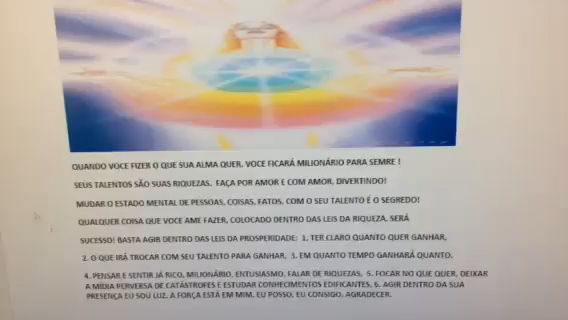 QUANDO VOCE FIZER O QUE SUA ALMA QUER, VOCE FICARÁ MILIONÁRIO PARA SEMRE !
SEUS TALENTOS SÃO SUAS RIQUEZAS. FAÇA POR AMOR E COM AMOR, DIVERTINDO!
MUDAR O ESTADO MENTAL DE PESSOAS, COISAS, FATOS, COM O SEU TALENTO É O SEGREDO!
QUALQUER COISA QUE VOCE AME FAZER, COLOCADO DENTRO DAS LEIS DA RIQUEZA, SERÁ
SUCESSO! BASTA AGIR DENTRO DAS LEIS DA PROSPERIDADE: 1. TER CLARO QUANTO QUER GANHAR,
2. O QUE IRÁ TROCAR COM SEU TALENTO PARA GANHAR, 3. EM QUANTO TEMPO GANHARÁ QUANTO,
4. PENSAR E SENTIR JÁ RICO, MILIONÁRIO, ENTUSIASMO, FALAR DE RIQUEZAS, 5. FOCAR NO QUE QUER, DEIXAR
A MÍDIA PERVERSA DE CATÁSTROFES E ESTUDAR CONHECIMENTOS EDIFICANTES, 6. AGIR DENTRO DA SUA
PRESENÇA EU SOU LUZ, A FORÇA ESTÁ EM MIM, EU POSSO, EU CONSIGO, AGRADECER.